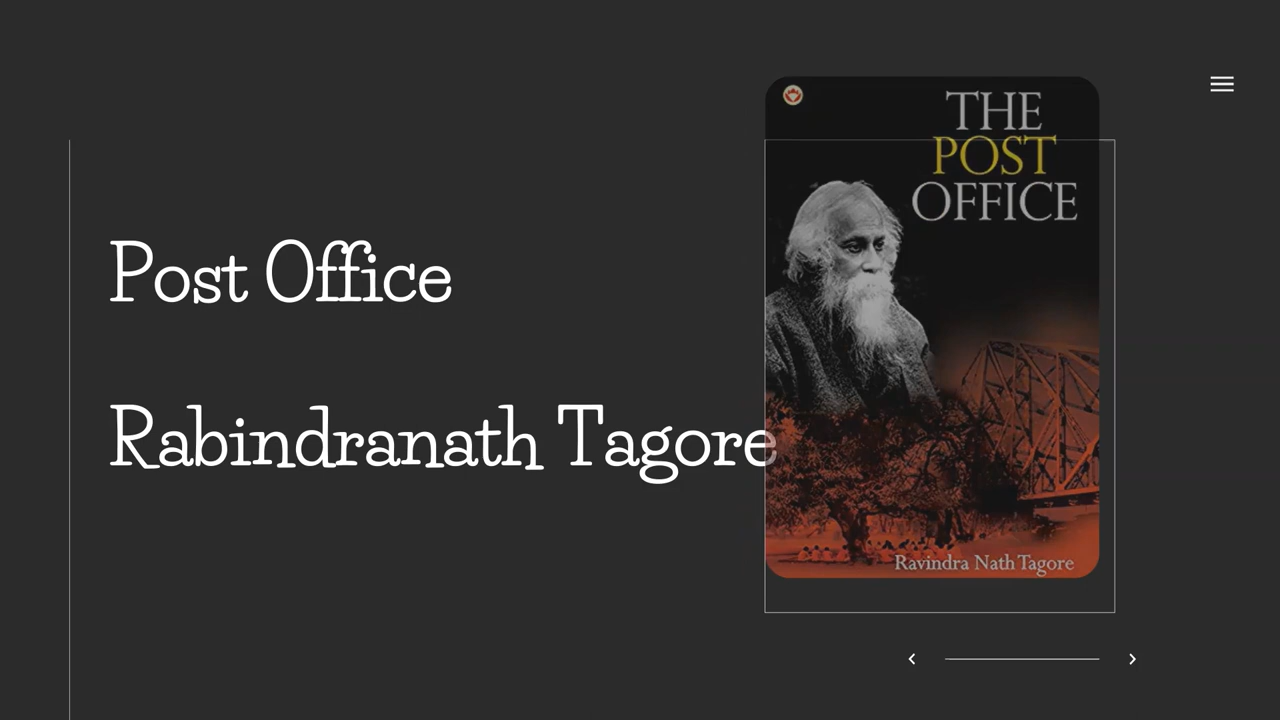 Post Office
Rabindranath Tagore
THE
POST
OFFICE
Ravindra Nath Tagore